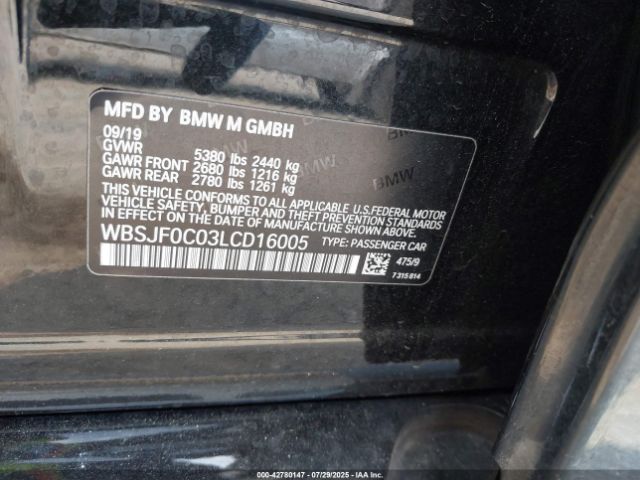 MFD BY BMW M GMBH
09/19
GVWR 5380 lbs 2440 kg
GAWR FRONT 2680 lbs 1216 kg
GAWR REAR 2780 lbs 1261 kg
THIS VEHICLE CONFORMS TO ALL APPLICABLE U.S.FEDERAL MOTOR
VEHICLE SAFETY, BUMPER AND THEFT PREVENTION STANDARDS
IN EFFECT ON THE DATE OF MANUFACTURE SHOWN ABOVE.
WBSJF0C03LCD16005 TYPE: PASSENGER CAR
475/9
7315814
BMW
BMW
BMW
000-42780147 · 07/29/2025 · IAA Inc.